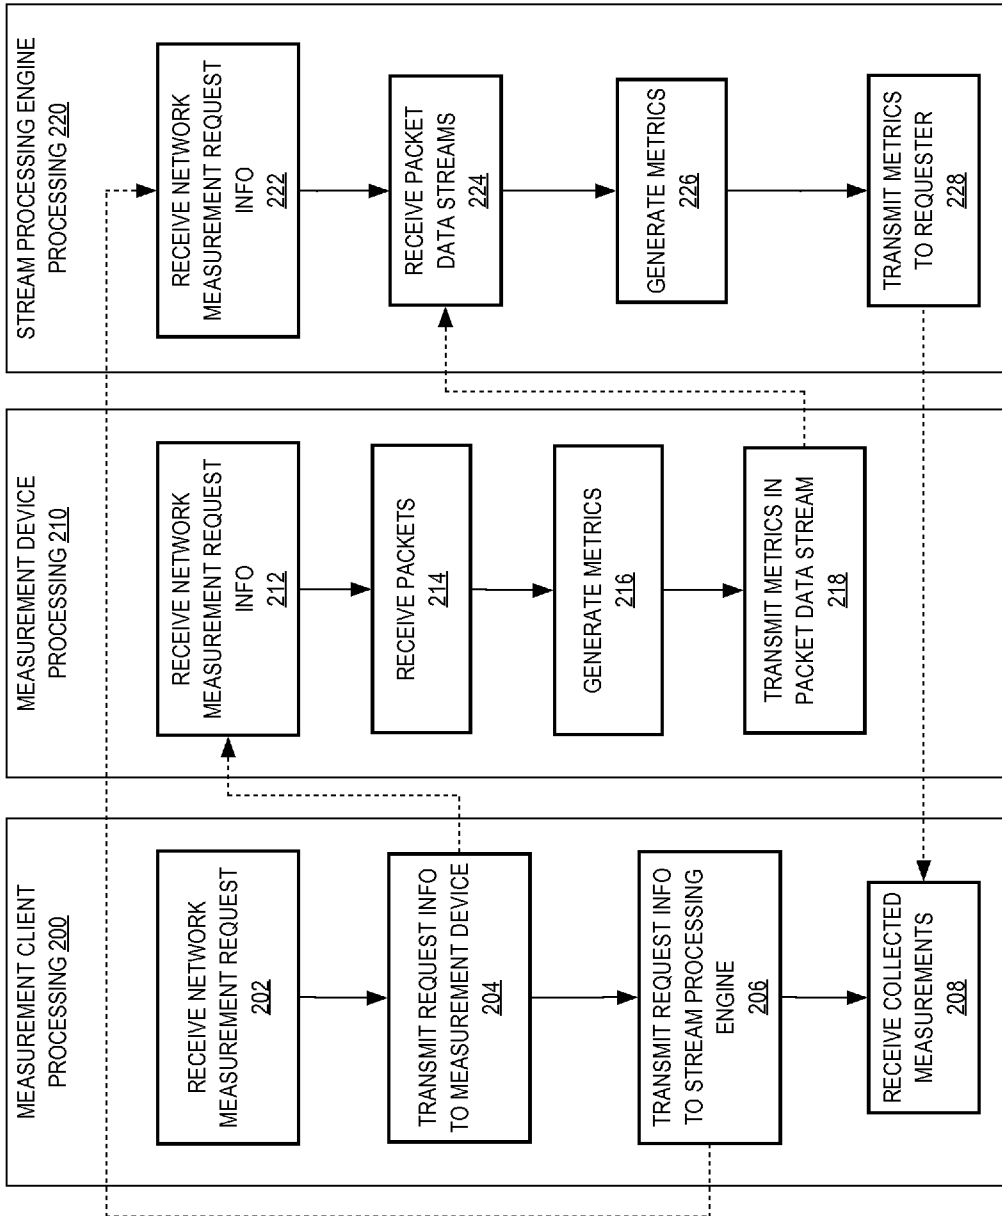 MEASUREMENT CLIENT
PROCESSING 200
RECEIVE NETWORK
MEASUREMENT REQUEST
202
TRANSMIT REQUEST INFO
TO MEASUREMENT DEVICE
204
TRANSMIT REQUEST INFO
TO STREAM PROCESSING
ENGINE
206
RECEIVE COLLECTED
MEASUREMENTS
208
MEASUREMENT DEVICE
PROCESSING 210
RECEIVE NETWORK
MEASUREMENT REQUEST
INFO
212
RECEIVE PACKETS
214
GENERATE METRICS
216
TRANSMIT METRICS IN
PACKET DATA STREAM
218
STREAM PROCESSING ENGINE
PROCESSING 220
RECEIVE NETWORK
MEASUREMENT REQUEST
INFO
222
RECEIVE PACKET
DATA STREAMS
224
GENERATE METRICS
226
TRANSMIT METRICS
TO REQUESTER
228